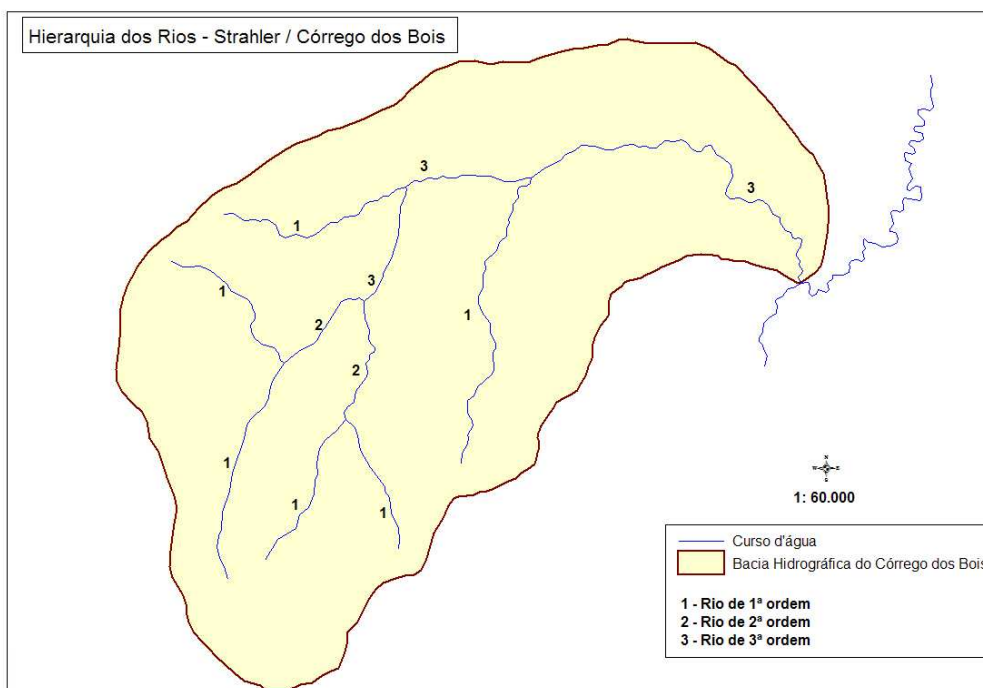 Hierarquia dos Rios - Strahler / Córrego dos Bois
3
1
3
1
3
2
1
2
1
1
1
N
W E
S
1: 60.000
Curso d'água
Bacia Hidrográfica do Córrego dos Bois
1 - Rio de 1ª ordem
2 - Rio de 2ª ordem
3 - Rio de 3ª ordem